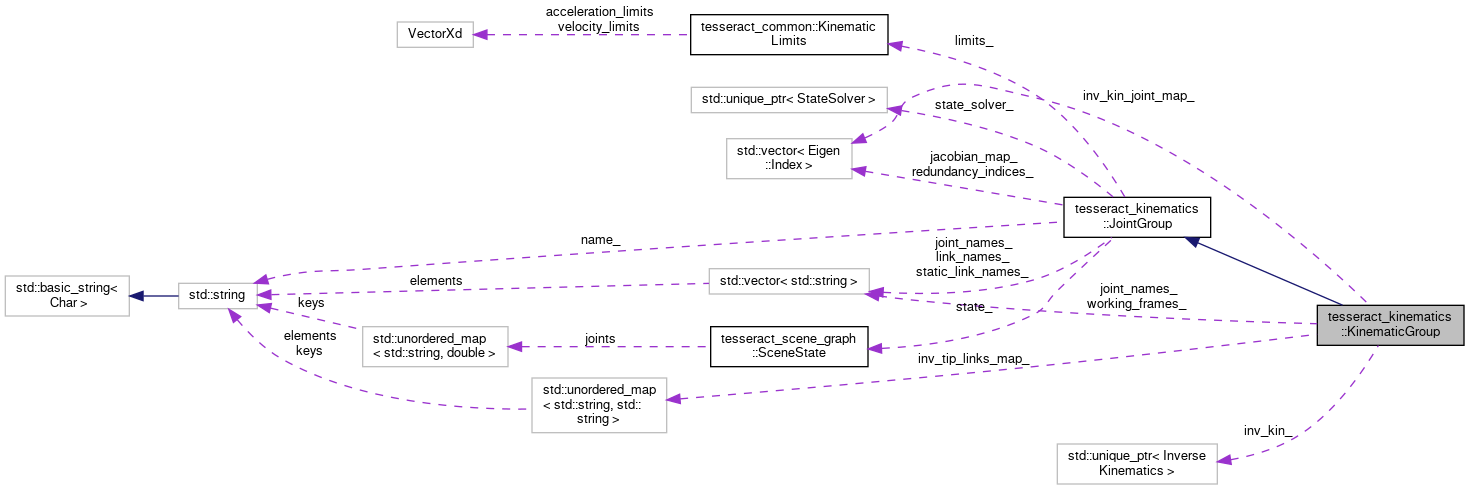 acceleration_limits
velocity_limits
VectorXd
tesseract_common::Kinematic
Limits
limits_
std::unique_ptr< StateSolver >
state_solver_
inv_kin_joint_map_
std::vector< Eigen
::Index >
jacobian_map_
redundancy_indices_
tesseract_kinematics
::JointGroup
name_
joint_names_
link_names_
static_link_names_
std::basic_string<
Char >
std::string
elements
std::vector< std::string >
joint_names_
working_frames_
tesseract_kinematics
::KinematicGroup
keys
state_
elements
keys
std::unordered_map
< std::string, double >
joints
tesseract_scene_graph
::SceneState
inv_tip_links_map_
std::unordered_map
< std::string, std::
string >
inv_kin_
std::unique_ptr< Inverse
Kinematics >